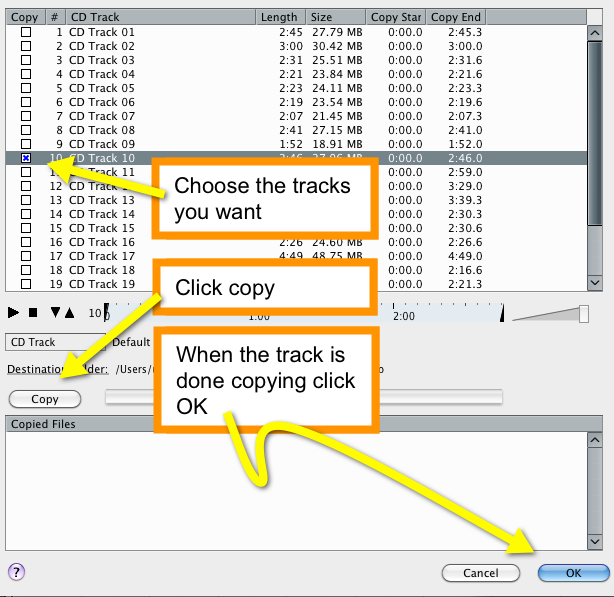 Copy # CD Track Length Size Copy Star Copy End
1 CD Track 01 2:45 27.79 MB 0:00.0 2:45.3
2 CD Track 02 3:00 30.42 MB 0:00.0 3:00.0
3 CD Track 03 2:31 25.51 MB 0:00.0 2:31.6
4 CD Track 04 2:21 23.84 MB 0:00.0 2:21.6
5 CD Track 05 2:23 24.11 MB 0:00.0 2:23.3
6 CD Track 06 2:19 23.54 MB 0:00.0 2:19.6
7 CD Track 07 2:07 21.45 MB 0:00.0 2:07.3
8 CD Track 08 2:41 27.15 MB 0:00.0 2:41.0
9 CD Track 09 1:52 18.91 MB 0:00.0 1:52.0
10 CD Track 10 2:46 27.96 MB 0:00.0 2:46.0
CD Track 11 0:00.0 2:59.0
12 CD Track 12 0:00.0 3:29.0
13 CD Track 13 0:00.0 3:39.3
14 CD Track 14 0:00.0 2:30.3
15 CD Track 15 0:00.0 2:30.6
16 CD Track 16 2:26 24.60 MB 0:00.0 2:26.6
17 CD Track 17 4:49 48.75 MB 0:00.0 4:49.0
18 CD Track 18 0:00.0 2:16.6
19 CD Track 19 0:00.0 2:21.3
Choose the tracks
you want
Click copy
10 0 1:00 2:00
CD Track Default
Destination Folder: /Users/
When the track is
done copying click
OK
Copy
Copied Files
?
Cancel OK